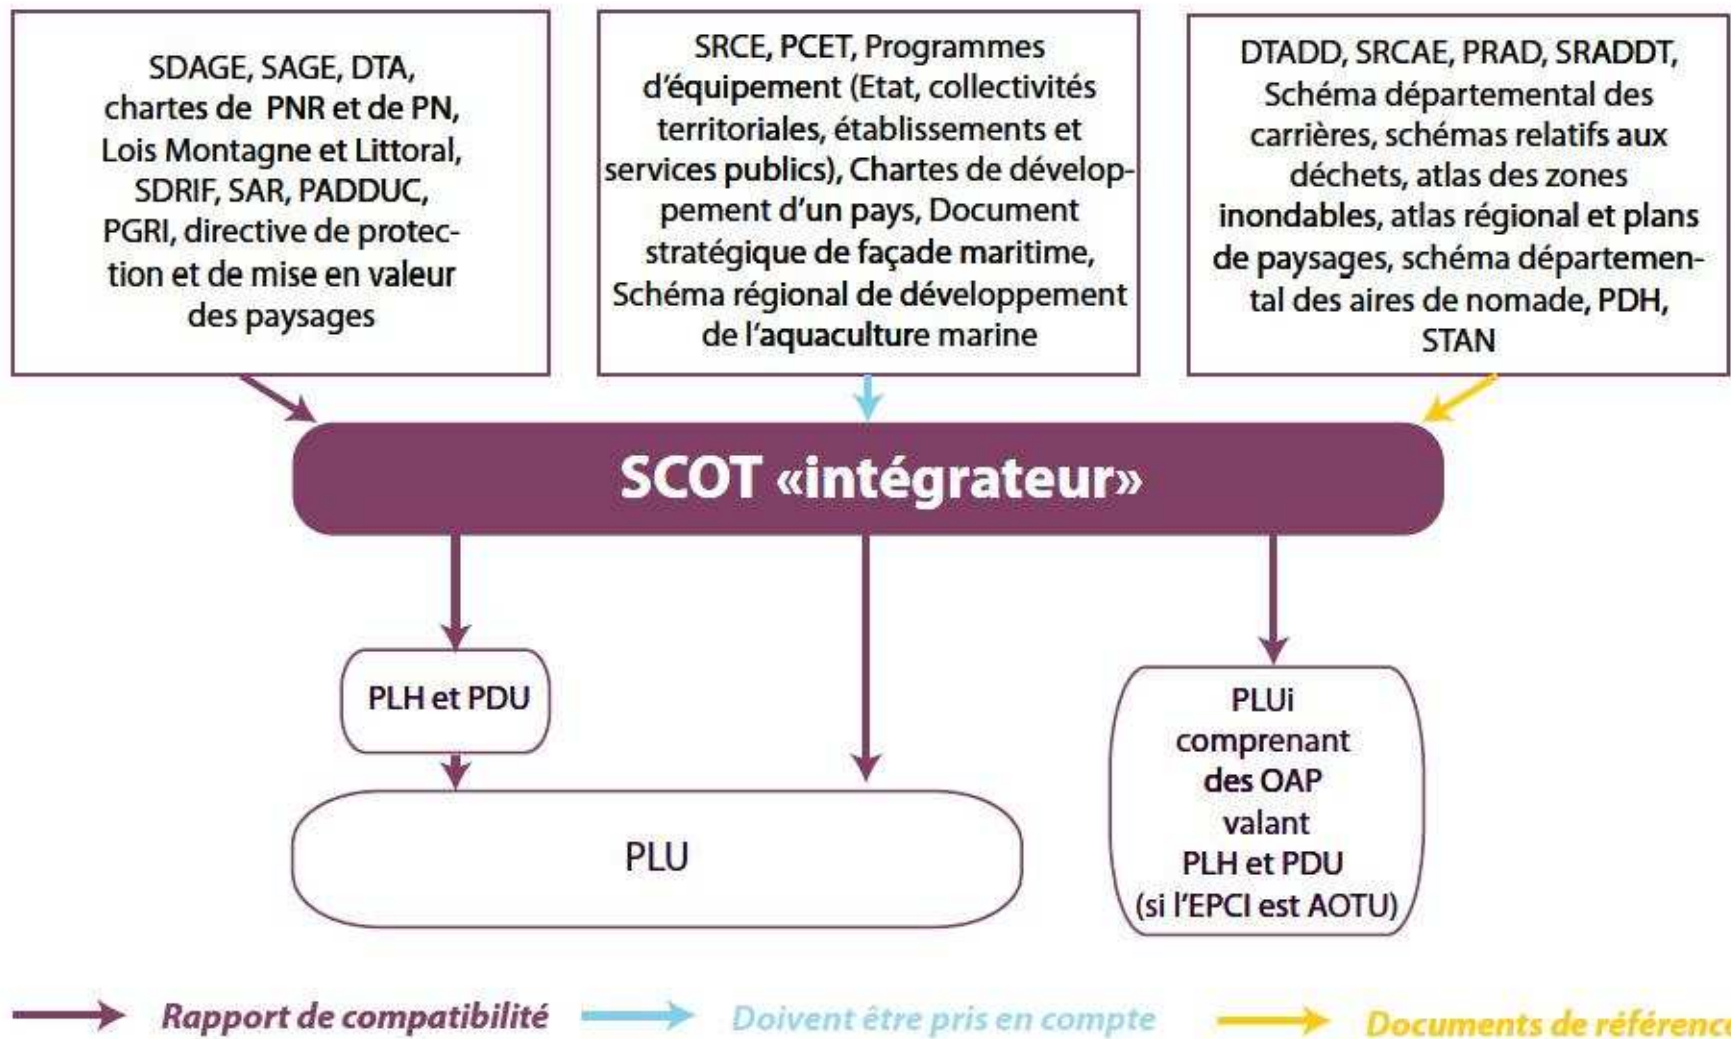 SDAGE, SAGE, DTA,
chartes de PNR et de PN,
Lois Montagne et Littoral,
SDRIF, SAR, PADDUC,
PGRI, directive de protec-
tion et de mise en valeur
des paysages
SRCE, PCET, Programmes
d'équipement (Etat, collectivités
territoriales, établissements et
services publics), Chartes de dévelop-
pement d'un pays, Document
stratégique de façade maritime,
Schéma régional de développement
de l'aquaculture marine
DTADD, SRCAE, PRAD, SRADDT,
Schéma départemental des
carrières, schémas relatifs aux
déchets, atlas des zones
inondables, atlas régional et plans
de paysages, schéma départemen-
tal des aires de nomade, PDH,
STAN
SCOT «intégrateur»
PLH et PDU
PLU
PLUi
comprenant
des OAP
valant
PLH et PDU
(si l'EPCI est AOTU)
Rapport de compatibilité
Doivent être pris en compte
Documents de référence